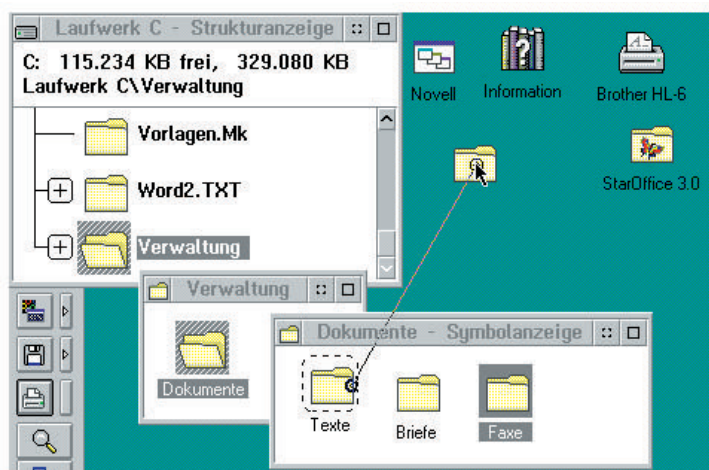 Laufwerk C - Strukturanzeige
C: 115.234 KB frei, 329.080 KB
Laufwerk C\Verwaltung
Vorlagen.Mk
Word2.TXT
Verwaltung
Novell
Information
Brother HL-6
StarOffice 3.0
Verwaltung
Dokumente
Dokumente - Symbolanzeige
Texte
Briefe
Faxe